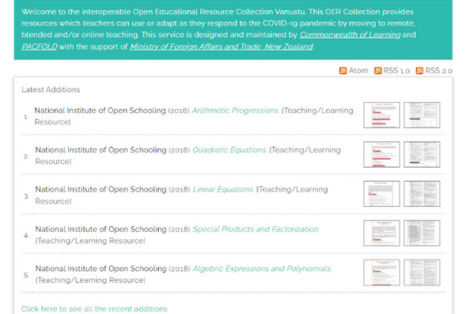 Welcome to the interoperable Open Educational Resource Collection Vanuatu. This OER Collection provides
resources which teachers can use or adapt as they respond to the COVID-19 pandemic by moving to remote,
blended and/or online teaching. This service is designed and maintained by Commonwealth of Learning and
PACFOLD with the support of Ministry of Foreign Affairs and Trade, New Zealand
Atom RSS 1.0 RSS 2.0
Latest Additions
1. National Institute of Open Schooling (2018) Arithmetic Progressions. [Teaching/Learning
Resource]
2. National Institute of Open Schooling (2018) Quadratic Equations. [Teaching/Learning
Resource]
3. National Institute of Open Schooling (2018) Linear Equations. [Teaching/Learning
Resource]
4. National Institute of Open Schooling (2018) Special Products and Factorization.
[Teaching/Learning Resource]
5. National Institute of Open Schooling (2018) Algebric Expressions and Polynomials.
[Teaching/Learning Resource]
Click here to see all the recent additions